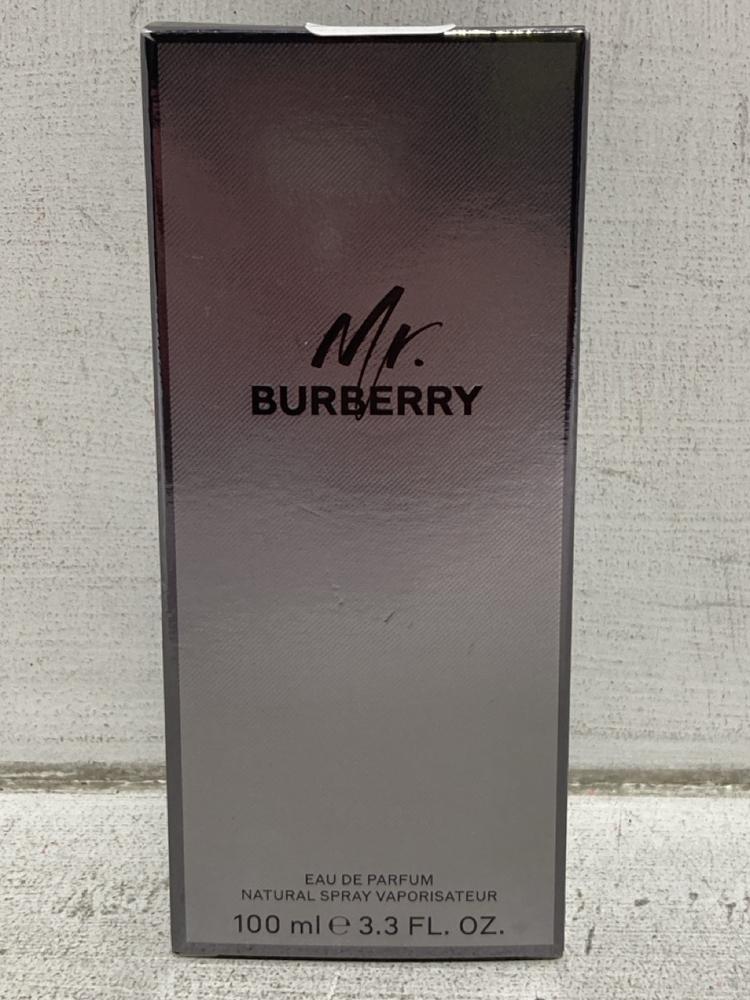 Mr.
BURBERRY
EAU DE PARFUM
NATURAL SPRAY VAPORISATEUR
100 ml ℮ 3.3 FL. OZ.